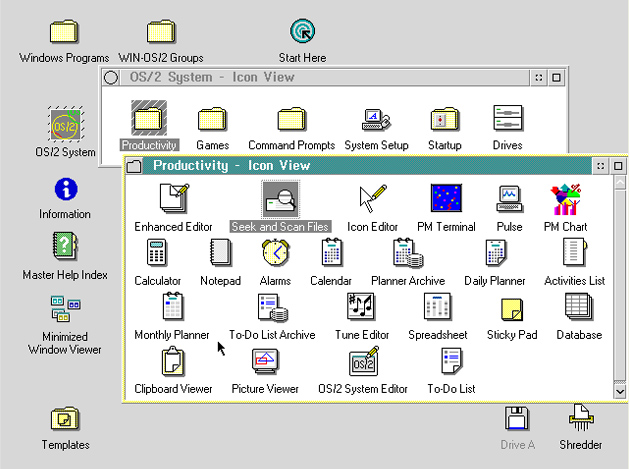 Windows Programs
WIN-OS/2 Groups
Start Here
OS/2 System - Icon View
OS/2
OS/2 System
Productivity
Games
Command Prompts
System Setup
Startup
Drives
Productivity - Icon View
Enhanced Editor
Seek and Scan Files
Icon Editor
PM Terminal
Pulse
PM Chart
Calculator
Notepad
Alarms
Calendar
Planner Archive
Daily Planner
Activities List
Monthly Planner
To-Do List Archive
Tune Editor
Spreadsheet
Sticky Pad
Database
Clipboard Viewer
Picture Viewer
OS/2
OS/2 System Editor
To-Do List
Information
Master Help Index
Minimized
Window Viewer
Templates
Drive A
Shredder